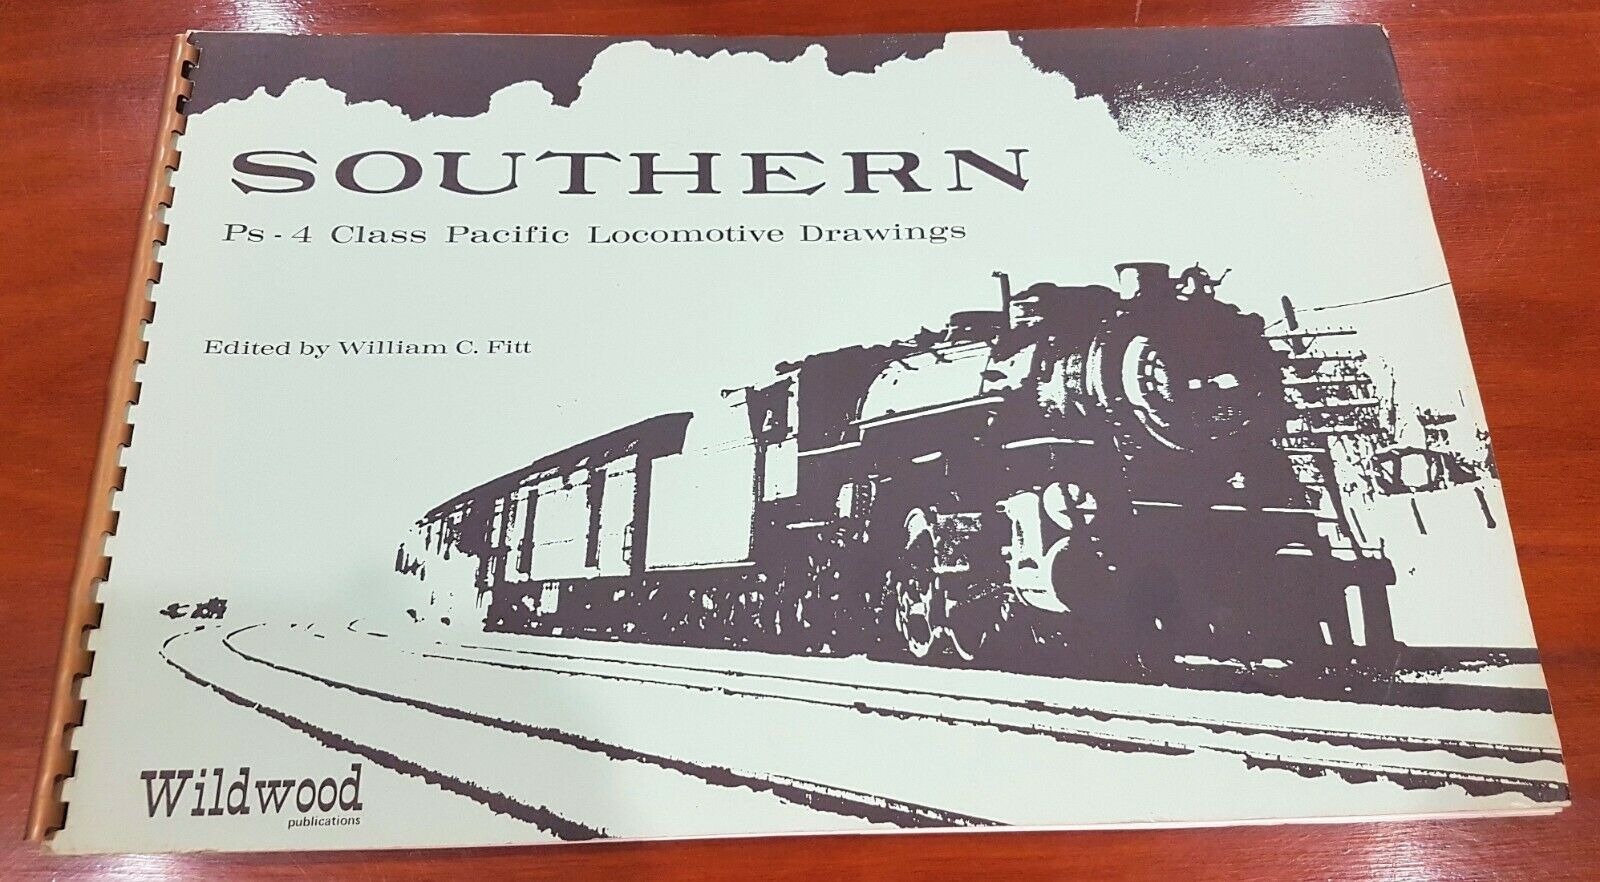 SOUTHERN
Ps - 4 Class Pacific Locomotive Drawings
Edited by William C. Fitt
Wildwood
publications